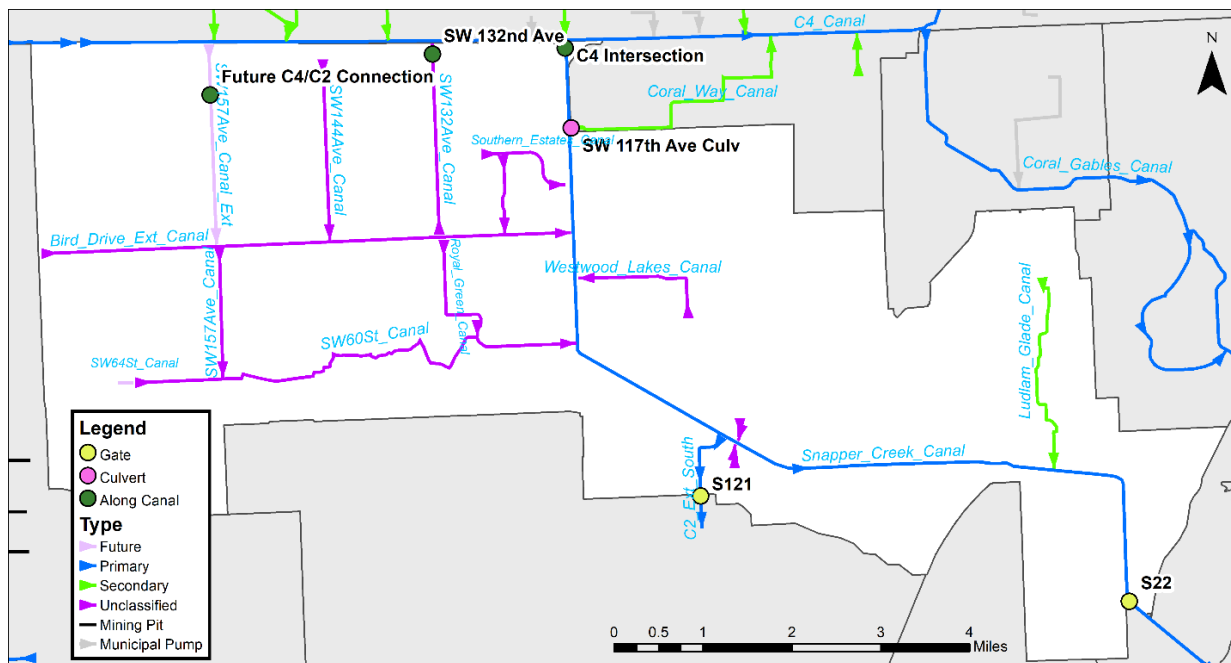 C4_Canal
SW 132nd Ave
C4 Intersection
N
Future C4/C2 Connection
SW157Ave_Canal_Ext
SW144Ave_Canal
SW132Ave_Canal
Coral_Way_Canal
SW 117th Ave Culv
Southern_Estates_Canal
Coral_Gables_Canal
Bird_Drive_Ext_Canal
Royal_Green_Canal
Westwood_Lakes_Canal
SW157Ave_Canal
SW60St_Canal
SW64St_Canal
Ludlam_Glade_Canal
Snapper_Creek_Canal
C2_Ext_South
S121
S22
Legend
Gate
Culvert
Along Canal
Type
Future
Primary
Secondary
Unclassified
Mining Pit
Municipal Pump
0 0.5 1 2 3 4
Miles